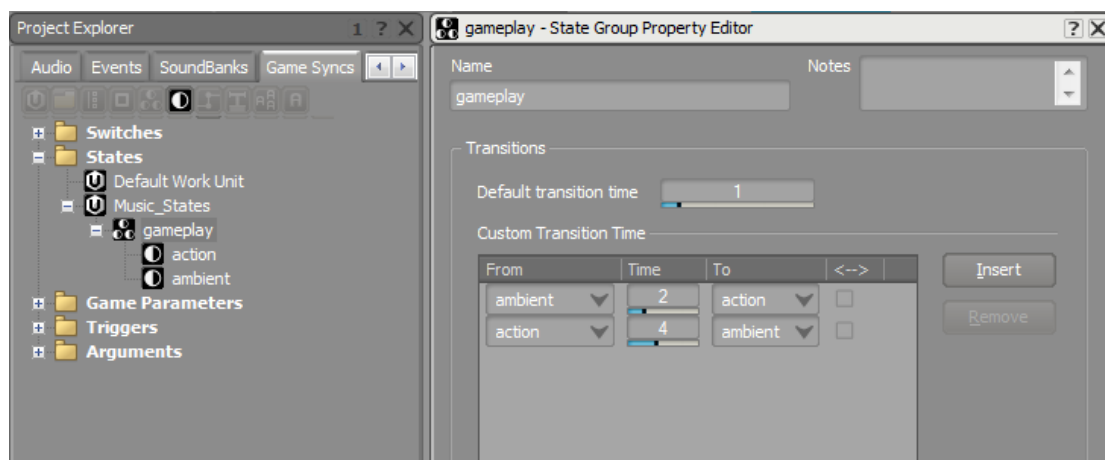 Project Explorer 1 ? X
Audio Events SoundBanks Game Syncs
Switches
States
Default Work Unit
Music_States
gameplay
action
ambient
Game Parameters
Triggers
Arguments
gameplay - State Group Property Editor ? X
Name Notes
gameplay
Transitions
Default transition time 1
Custom Transition Time
From Time To <-->
ambient 2 action
action 4 ambient
Insert
Remove